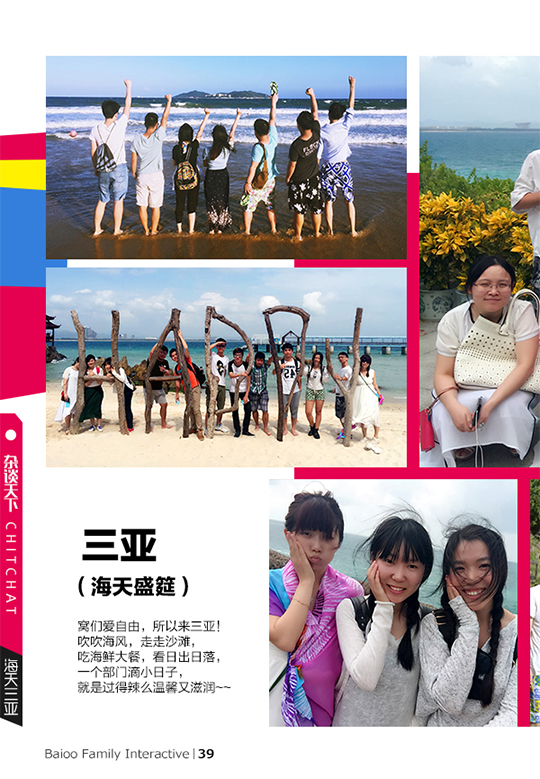 HAPPY
杂谈天下 CHITCHAT
海天三亚
三亚
（海天盛筵）
窝们爱自由，所以来三亚！
吹吹海风，走走沙滩，
吃海鲜大餐，看日出日落，
一个部门滴小日子，
就是过得辣么温馨又滋润~~
Baioo Family Interactive | 39